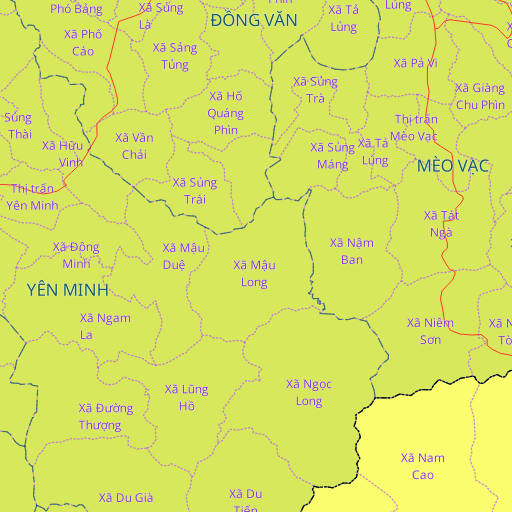 Phó Bảng
Xã Sủng
Là
ĐỒNG VĂN
Phìn
Xã Tả
Lủng
Lủng
Xã Phố
Cáo
Xã Sảng
Tủng
Xã Pả Vi
Xã Sủng
Trà
Xã Giàng
Chu Phìn
Xã Hố
Quáng
Phìn
Sủng
Thài
Thị trấn
Mèo Vạc
Xã Hữu
Vinh
Xã Vần
Chải
Xã Sủng
Máng
Xã Tả
Lủng
MÈO VẠC
Thị trấn
Yên Minh
Xã Sủng
Trái
Xã Tát
Ngà
Xã Đông
Minh
Xã Mậu
Duệ
Xã Nậm
Ban
Xã Mậu
Long
YÊN MINH
Xã Ngam
La
Xã Niêm
Sơn
Xã N
Tò
Xã Lũng
Hồ
Xã Ngọc
Long
Xã Đường
Thượng
Xã Nam
Cao
Xã Du Già
Xã Du
Tiến